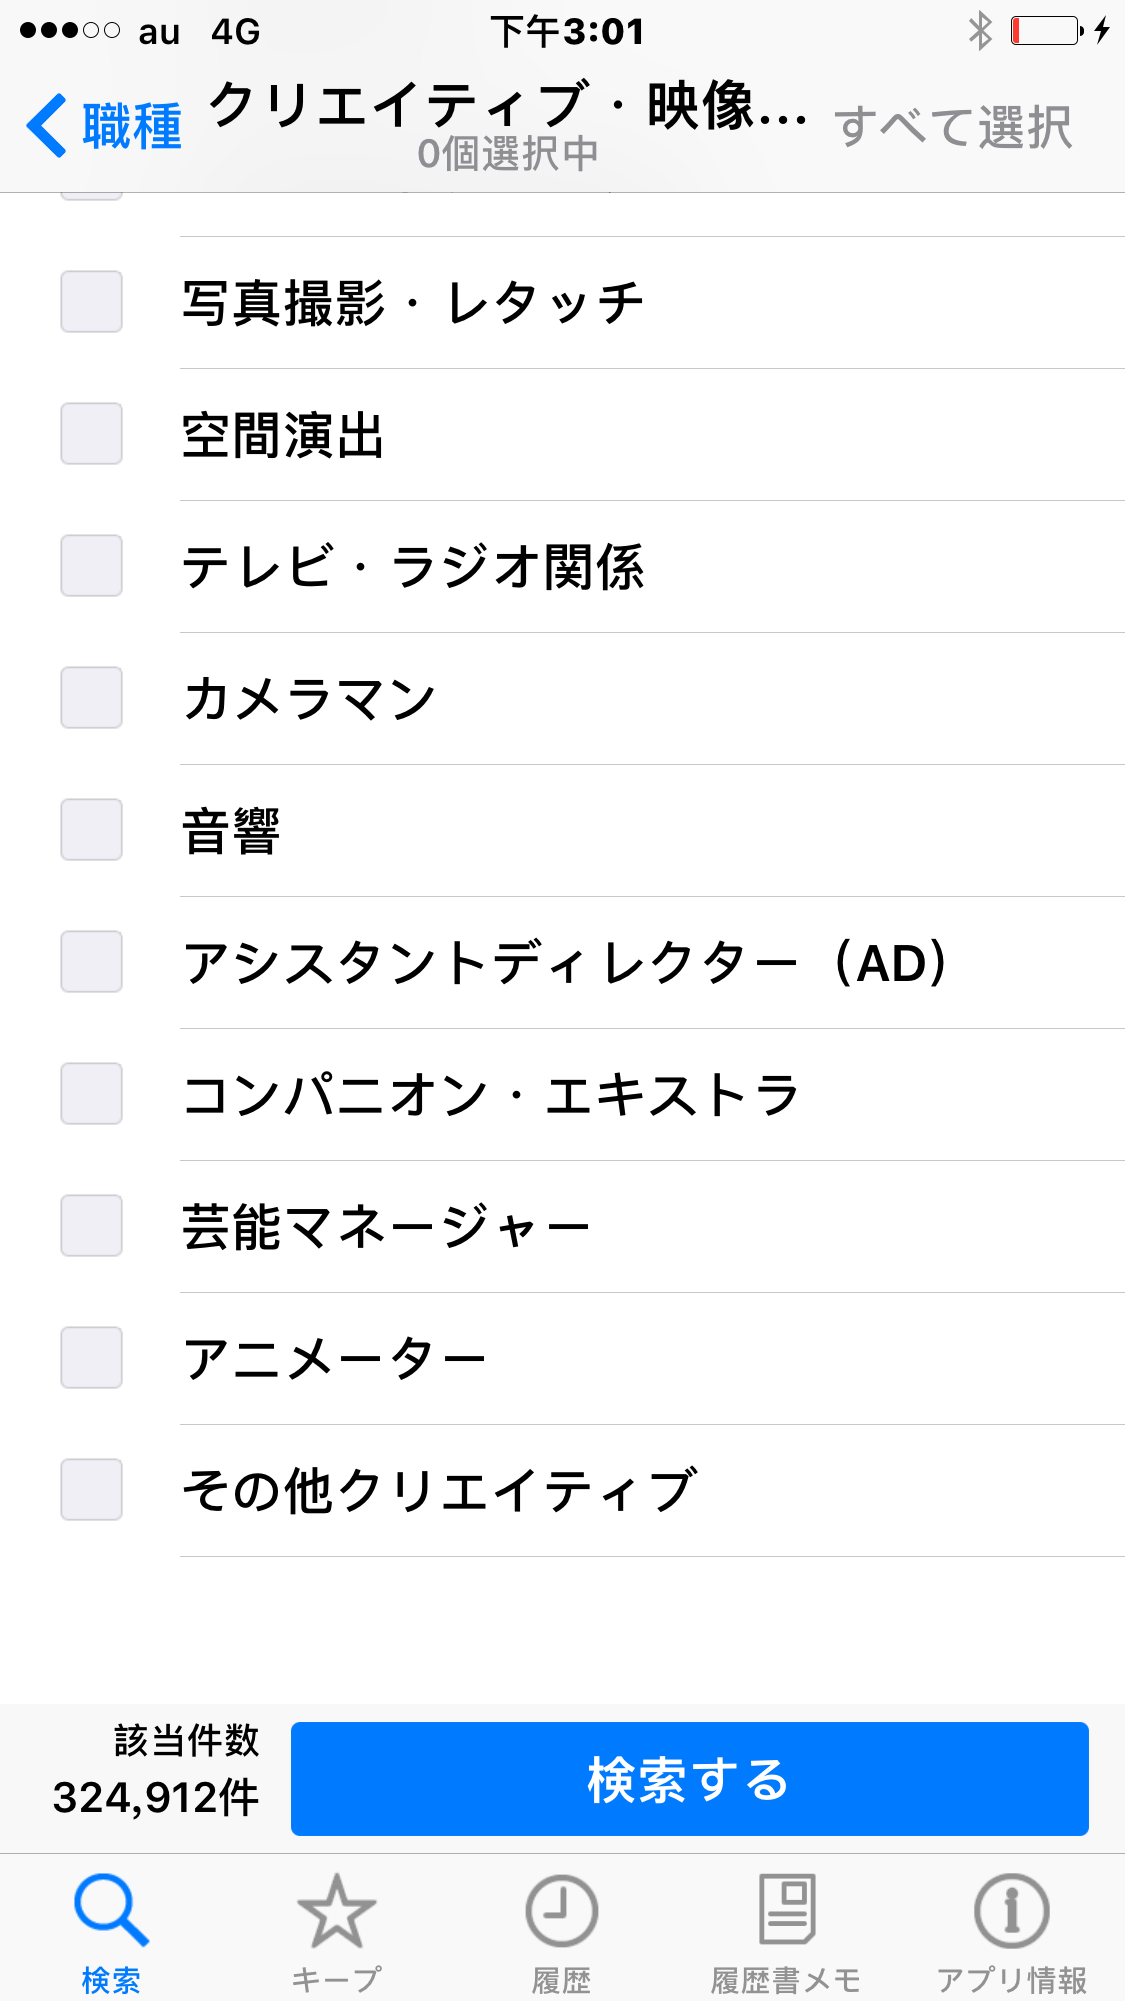 au 4G 下午3:01
職種 クリエイティブ・映像... すべて選択
0個選択中
写真撮影・レタッチ
空間演出
テレビ・ラジオ関係
カメラマン
音響
アシスタントディレクター（AD）
コンパニオン・エキストラ
芸能マネージャー
アニメーター
その他クリエイティブ
該当件数
324,912件
検索する
検索 キープ 履歴 履歴書メモ アプリ情報